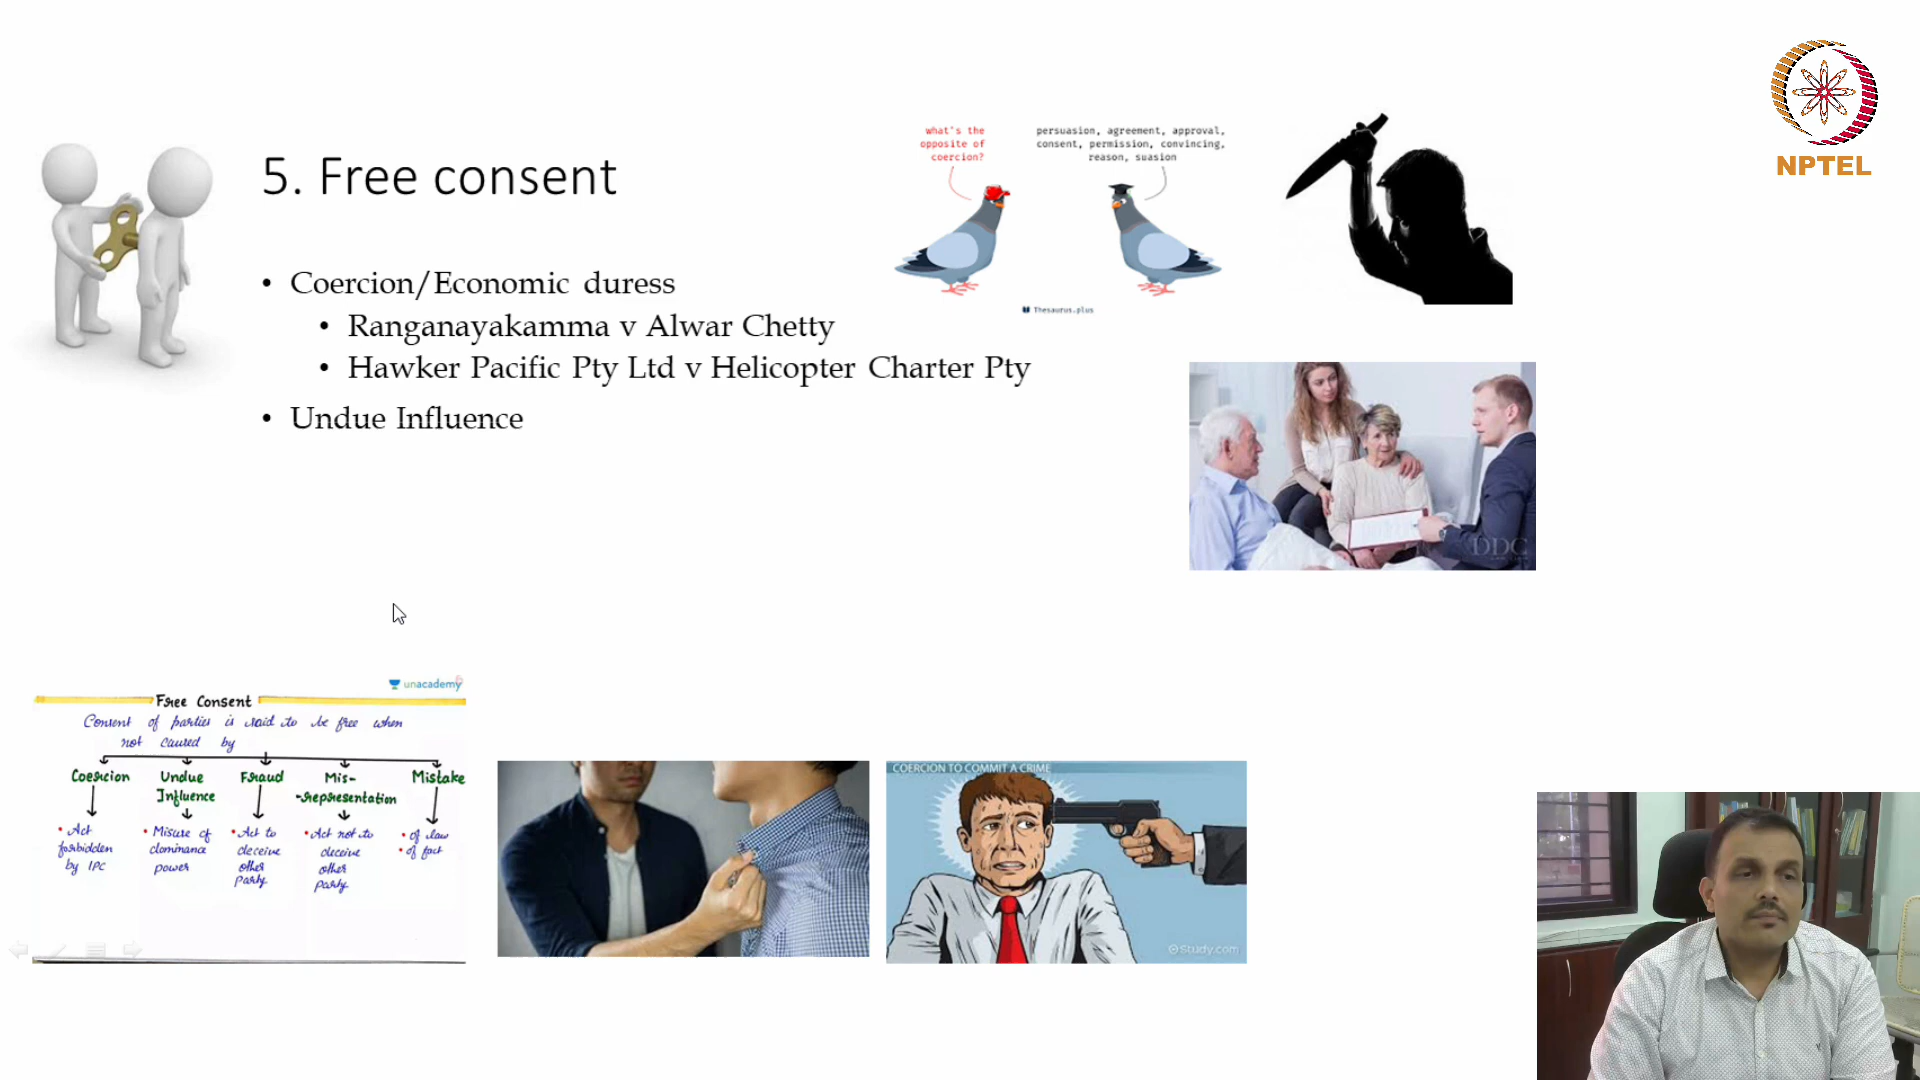 NPTEL
5. Free consent
what's the
opposite of
coercion?
persuasion, agreement, approval,
consent, permission, convincing,
reason, suasion
Thesaurus.plus
• Coercion/Economic duress
• Ranganayakamma v Alwar Chetty
• Hawker Pacific Pty Ltd v Helicopter Charter Pty
• Undue Influence
DDC
unacademy
Free Consent
Consent of parties is said to be free when
not caused by
Coercion
Undue
Influence
Fraud
Mis-
-representation
Mistake
• Act
forbidden
by IPC
• Misuse of
dominance
power
• Act to
deceive
other
party
• Act not to
deceive
other
party
• of law
• of fact
COERCION TO COMMIT A CRIME
Study.com